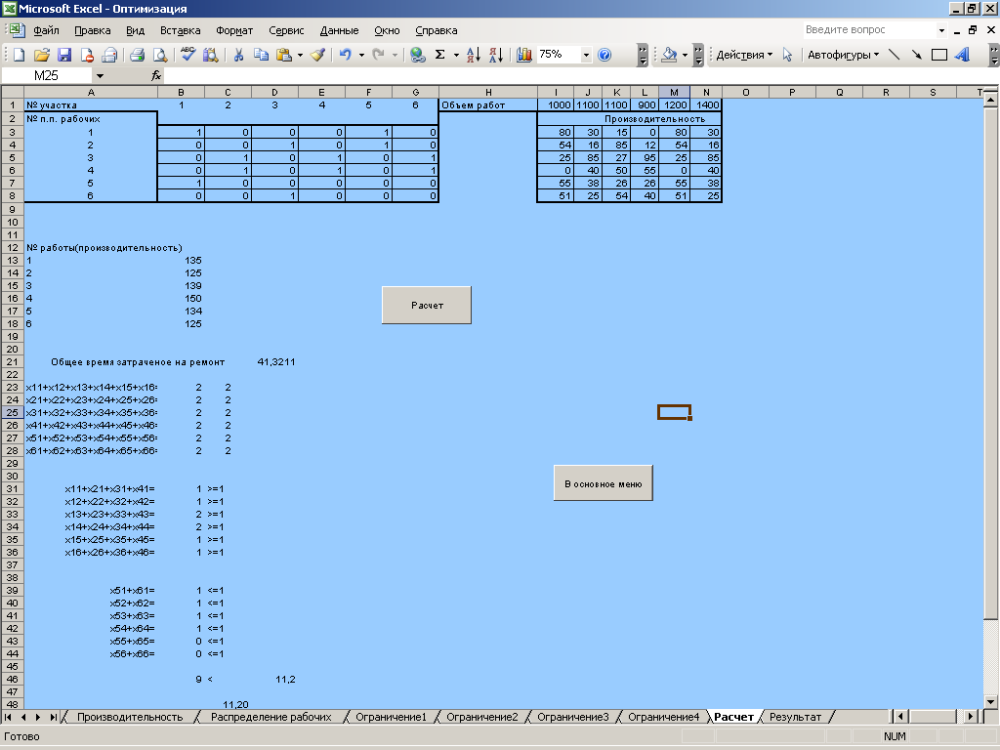 Microsoft Excel - Оптимизация
Файл Правка Вид Вставка Формат Сервис Данные Окно Справка Введите вопрос
75% Действия Автофигуры
M25 fx
A B C D E F G H I J K L M N O P Q R S T
1 № участка 1 2 3 4 5 6 Объем работ 1000 1100 1100 900 1200 1400
2 № п.п. рабочих Производительность
3 1 1 0 0 0 1 0 80 30 15 0 80 30
4 2 0 0 1 0 1 0 54 16 85 12 54 16
5 3 0 1 0 1 0 1 25 85 27 95 25 85
6 4 0 1 0 1 0 1 0 40 50 55 0 40
7 5 1 0 0 0 0 0 55 38 26 26 55 38
8 6 0 0 1 0 0 0 51 25 54 40 51 25
9
10
11
12 № работы(производительность)
13 1 135
14 2 125
15 3 139
16 4 150 Расчет
17 5 134
18 6 125
19
20
21 Общее время затраченое на ремонт 41,3211
22
23 x11+x12+x13+x14+x15+x16= 2 2
24 x21+x22+x23+x24+x25+x26= 2 2
25 x31+x32+x33+x34+x35+x36= 2 2
26 x41+x42+x43+x44+x45+x46= 2 2
27 x51+x52+x53+x54+x55+x56= 2 2
28 x61+x62+x63+x64+x65+x66= 2 2
29
30 В основное меню
31 x11+x21+x31+x41= 1 >=1
32 x12+x22+x32+x42= 1 >=1
33 x13+x23+x33+x43= 2 >=1
34 x14+x24+x34+x44= 2 >=1
35 x15+x25+x35+x45= 1 >=1
36 x16+x26+x36+x46= 1 >=1
37
38
39 x51+x61= 1 <=1
40 x52+x62= 1 <=1
41 x53+x63= 1 <=1
42 x54+x64= 1 <=1
43 x55+x65= 0 <=1
44 x56+x66= 0 <=1
45
46 9 < 11,2
47
48 11,20
Производительность Распределение рабочих Ограничение1 Ограничение2 Ограничение3 Ограничение4 Расчет Результат
Готово NUM